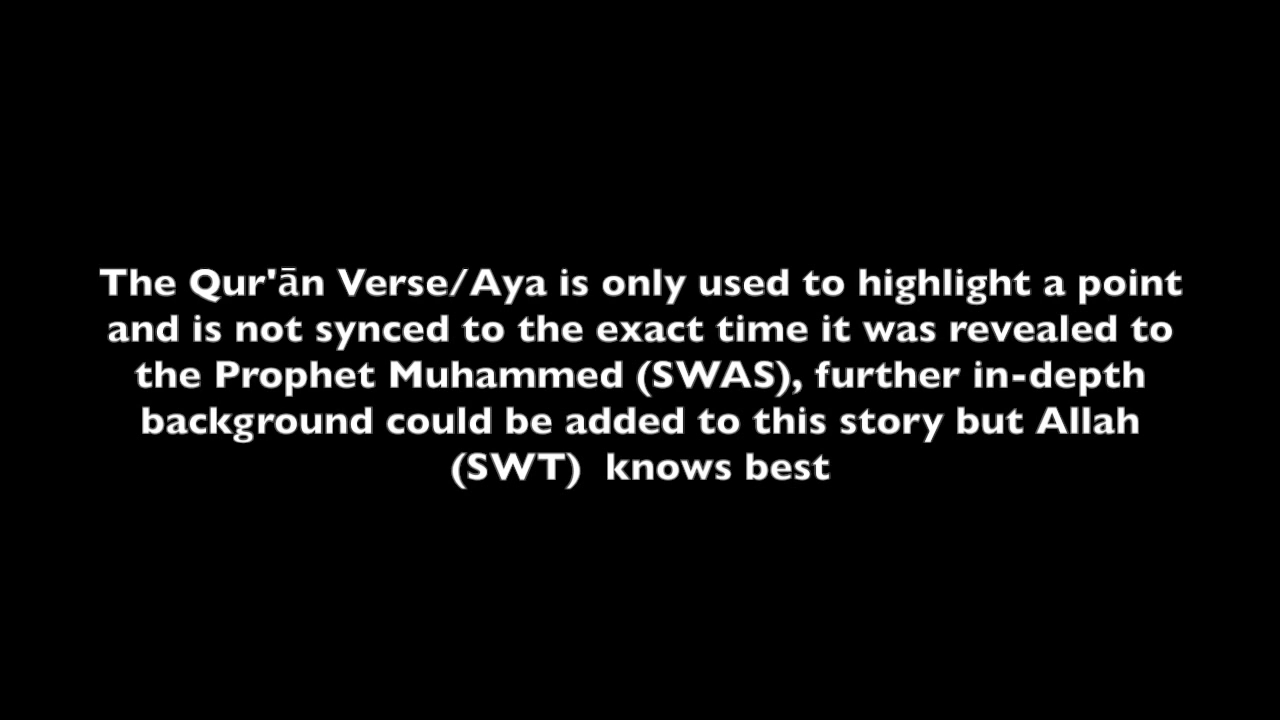 The Qur'ān Verse/Aya is only used to highlight a point
and is not synced to the exact time it was revealed to
the Prophet Muhammed (SWAS), further in-depth
background could be added to this story but Allah
(SWT)  knows best